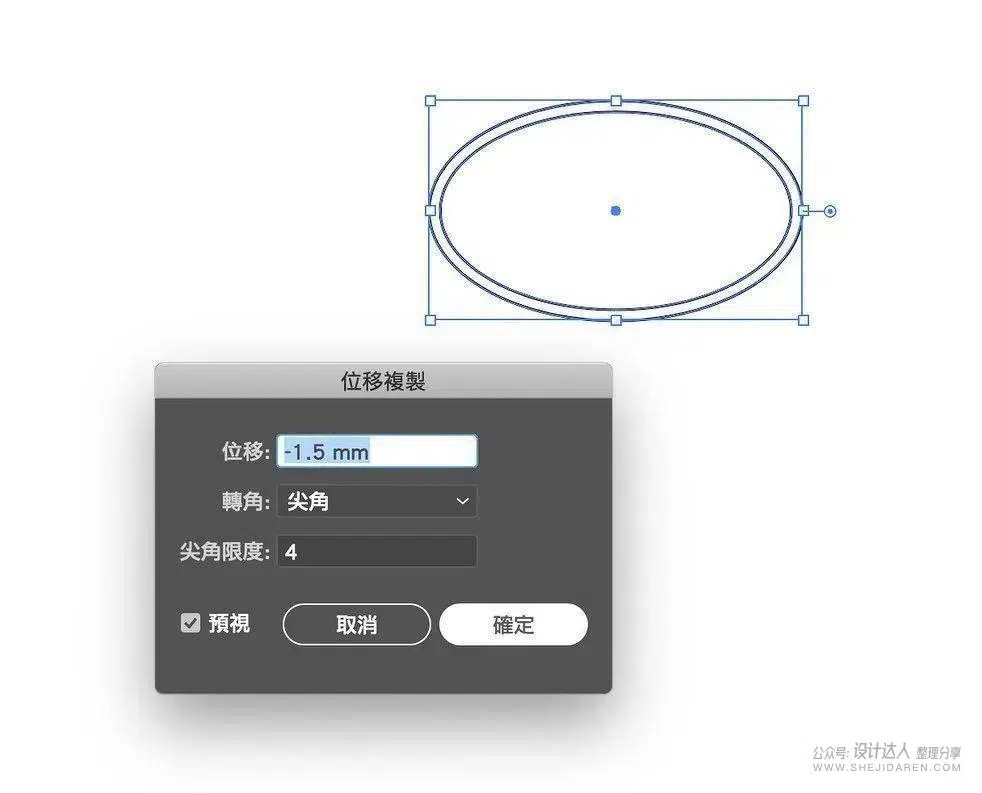 位移複製
位移: -1.5 mm
轉角: 尖角
尖角限度: 4
預視 取消 確定
公众号: 设计达人 整理分享
WWW.SHEJIDAREN.COM